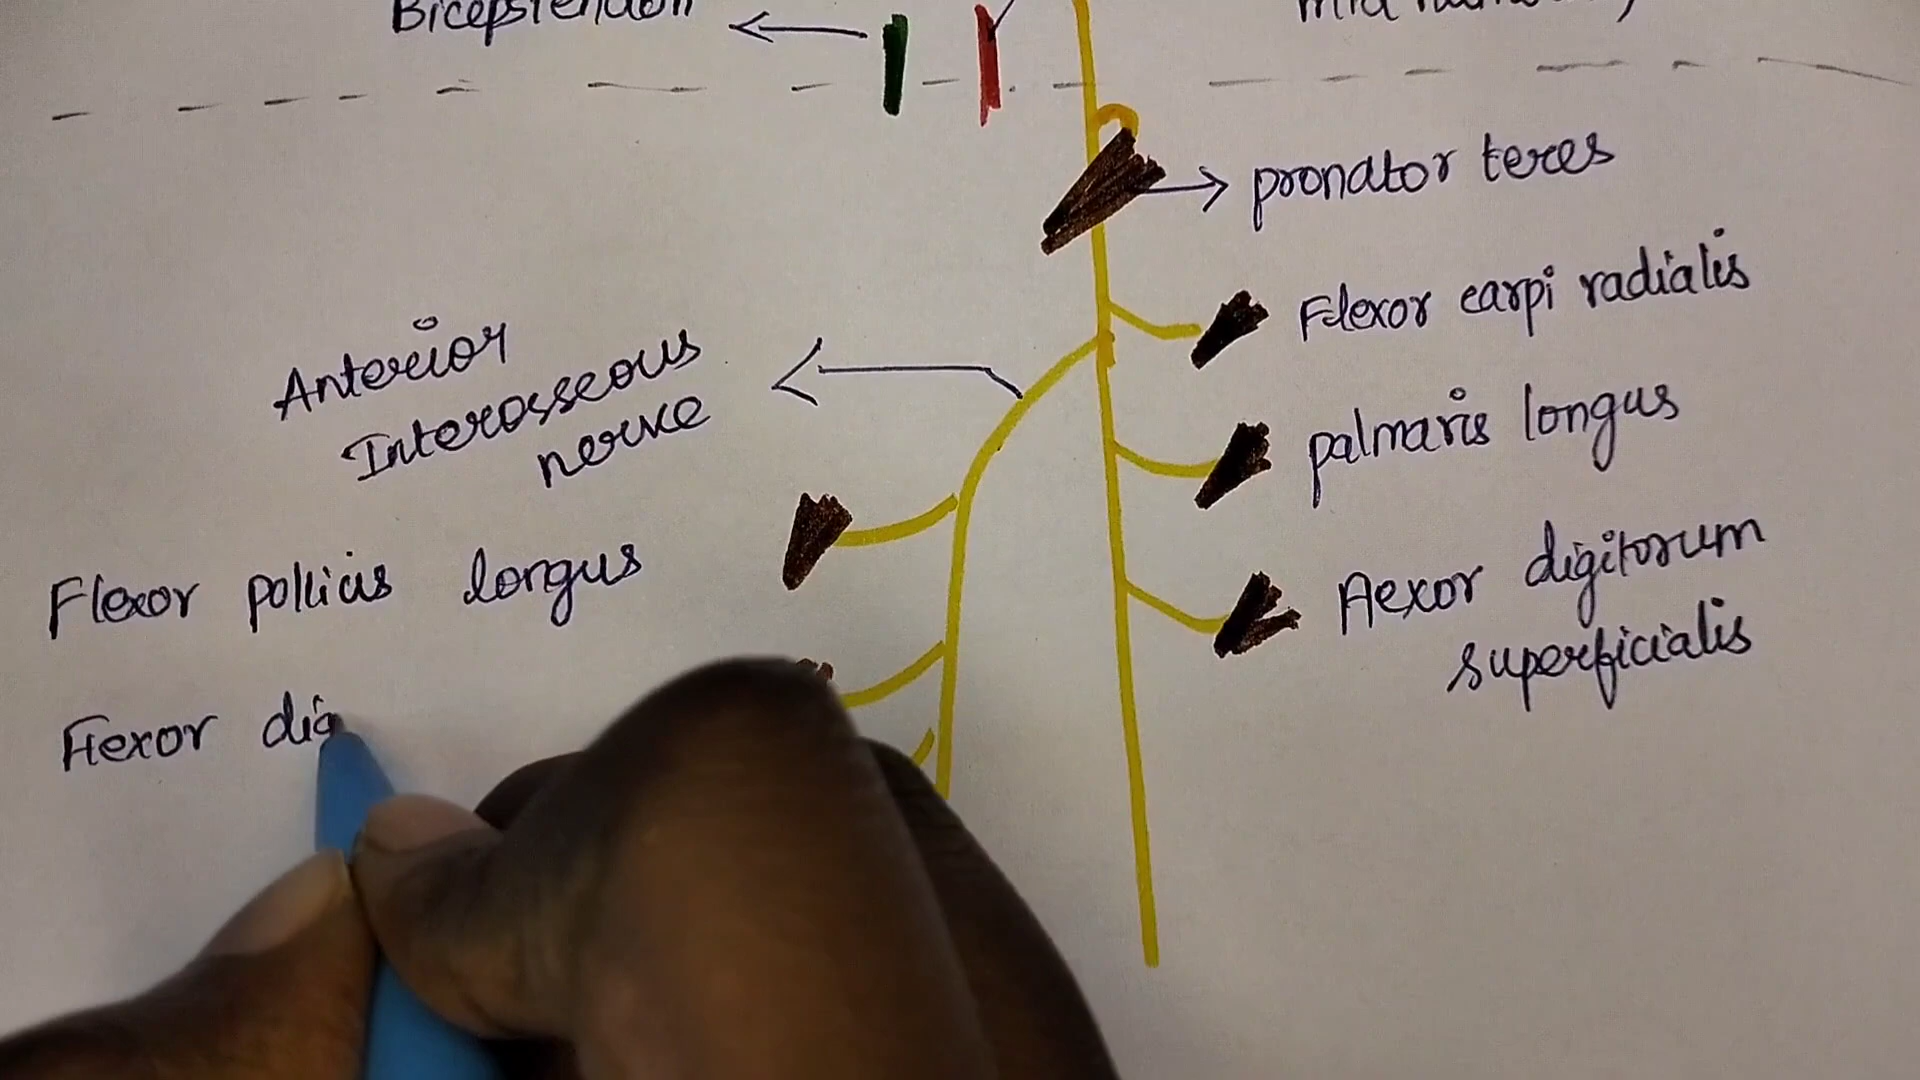 Bicepstendon
pronator teres
Flexor carpi radialis
Anterior
Interosseous
nerve
palmaris longus
Flexor pollicis longus
Flexor digitorum
superficialis
Flexor dig